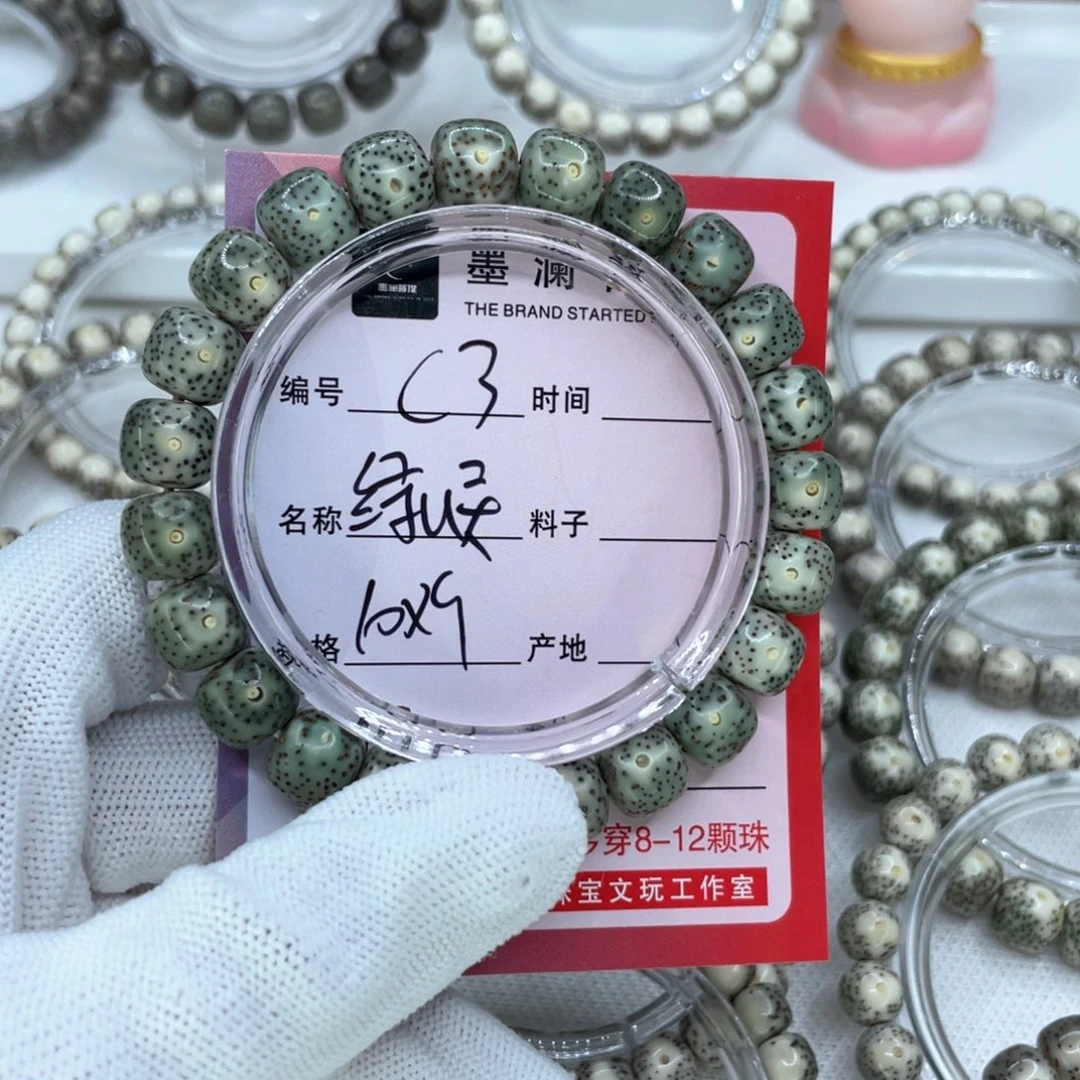 墨澜
THE BRAND STARTED
编号 C3 时间
名称 绿 料子
格 10x9 产地
穿8-12颗珠
宝文玩工作室